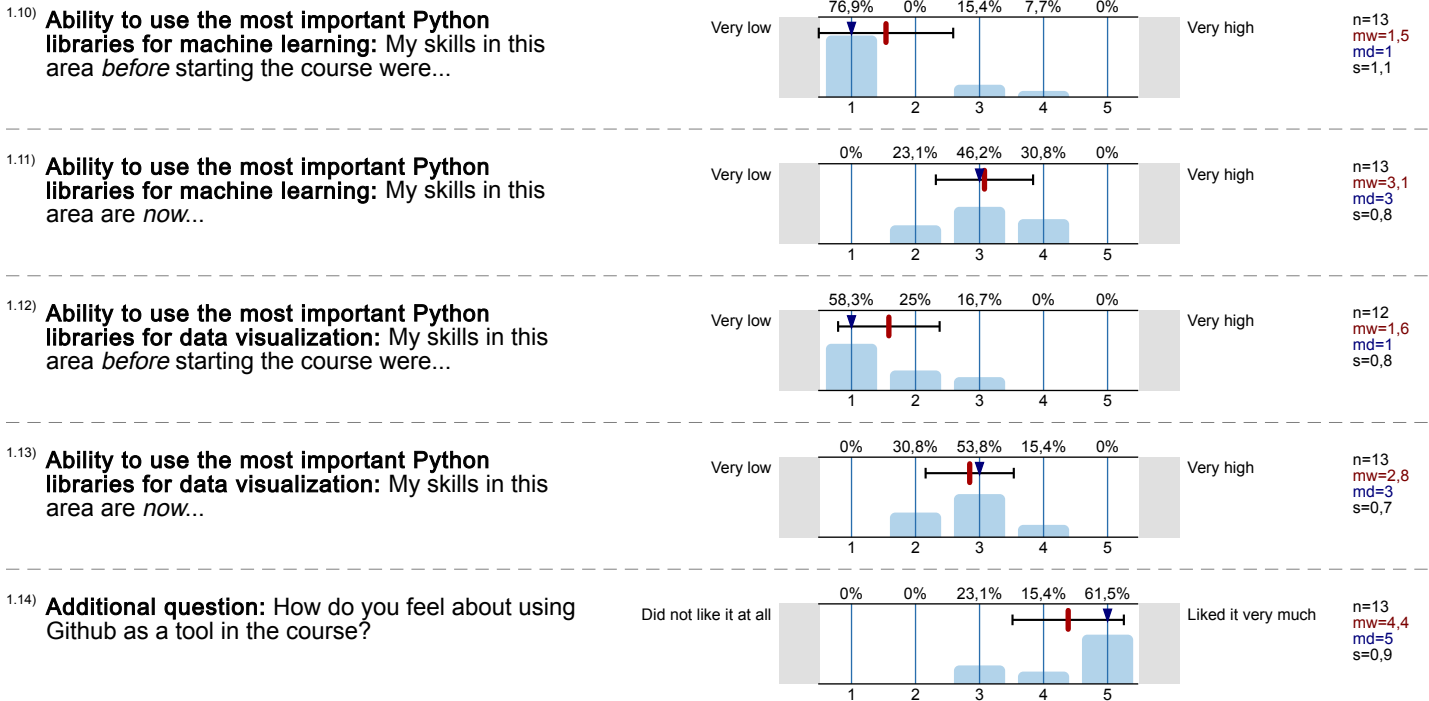 1.10) Ability to use the most important Python
libraries for machine learning: My skills in this
area before starting the course were...
76,9% 0% 15,4% 7,7% 0%
Very low
Very high
1 2 3 4 5
n=13
mw=1,5
md=1
s=1,1
1.11) Ability to use the most important Python
libraries for machine learning: My skills in this
area are now...
0% 23,1% 46,2% 30,8% 0%
Very low
Very high
1 2 3 4 5
n=13
mw=3,1
md=3
s=0,8
1.12) Ability to use the most important Python
libraries for data visualization: My skills in this
area before starting the course were...
58,3% 25% 16,7% 0% 0%
Very low
Very high
1 2 3 4 5
n=12
mw=1,6
md=1
s=0,8
1.13) Ability to use the most important Python
libraries for data visualization: My skills in this
area are now...
0% 30,8% 53,8% 15,4% 0%
Very low
Very high
1 2 3 4 5
n=13
mw=2,8
md=3
s=0,7
1.14) Additional question: How do you feel about using
Github as a tool in the course?
0% 0% 23,1% 15,4% 61,5%
Did not like it at all
Liked it very much
1 2 3 4 5
n=13
mw=4,4
md=5
s=0,9